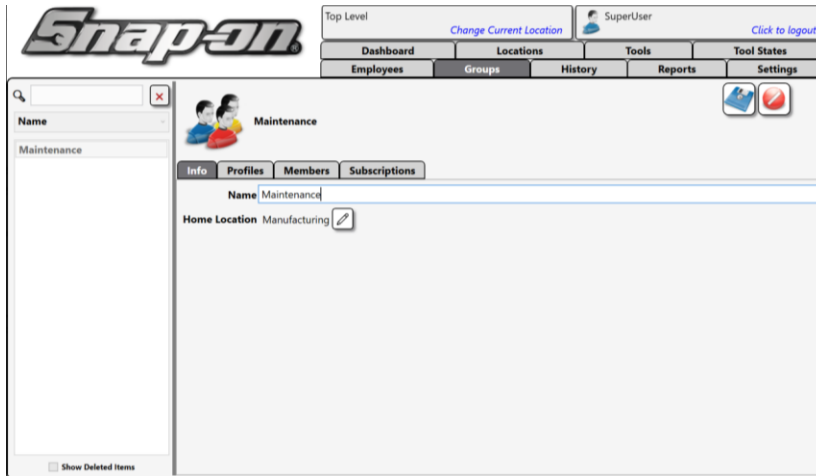 Snap-on
Top Level
Change Current Location
SuperUser
Click to logout
Dashboard
Locations
Tools
Tool States
Employees
Groups
History
Reports
Settings
Name
Maintenance
Show Deleted Items
Maintenance
Info
Profiles
Members
Subscriptions
Name Maintenance
Home Location Manufacturing